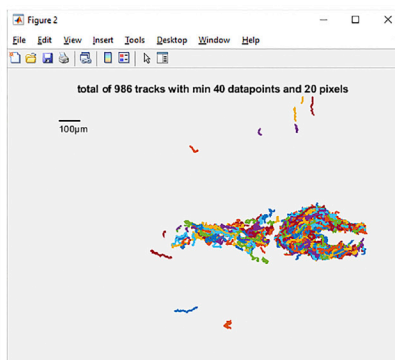 Figure 2
File Edit View Insert Tools Desktop Window Help
total of 986 tracks with min 40 datapoints and 20 pixels
100µm